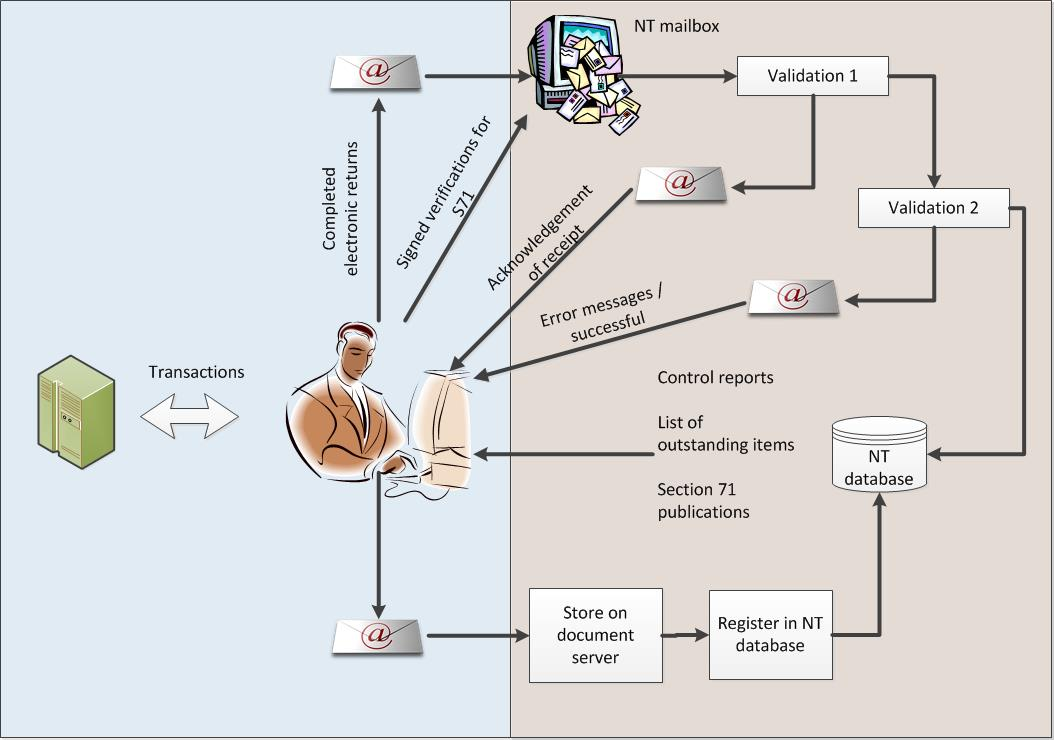 NT mailbox
@
Validation 1
Completed
electronic returns
Signed verifications for
S71
@
Acknowledgement
of receipt
Validation 2
@
Error messages /
successful
Transactions
Control reports
List of
outstanding items
Section 71
publications
NT
database
@
Store on
document
server
Register in NT
database